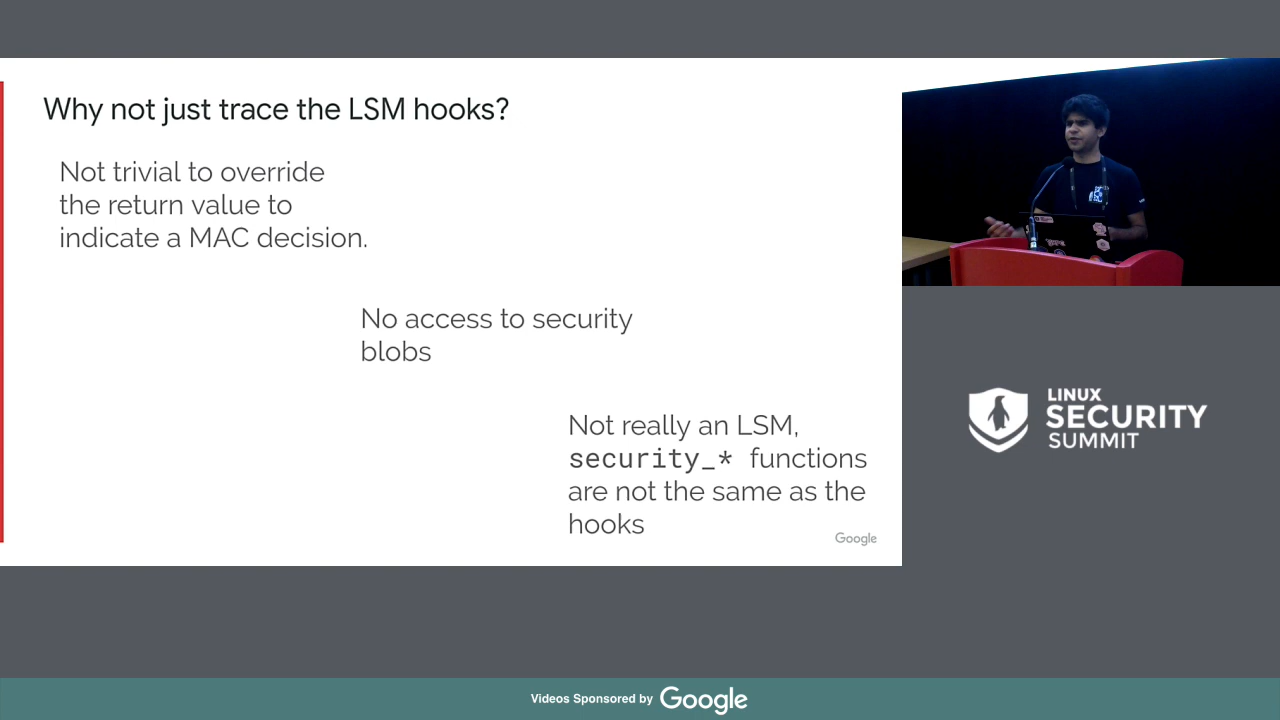 Why not just trace the LSM hooks?
Not trivial to override
the return value to
indicate a MAC decision.
No access to security
blobs
Not really an LSM,
security_* functions
are not the same as the
hooks
Google
LINUX
SECURITY
SUMMIT
Videos Sponsored by Google